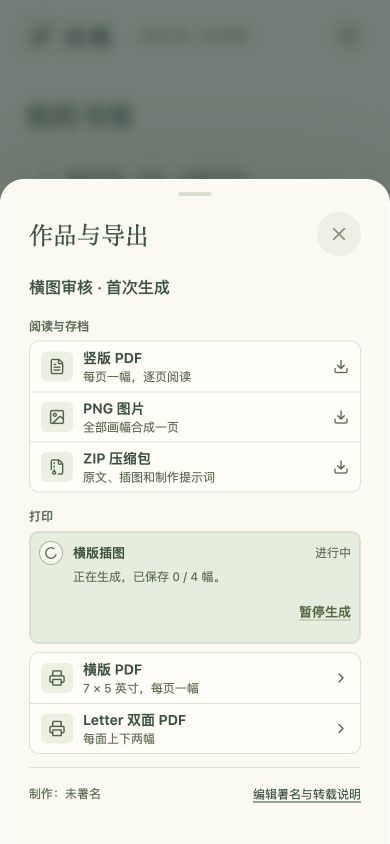 作品与导出
横图审核 · 首次生成
阅读与存档
竖版 PDF
每页一幅，逐页阅读
PNG 图片
全部画幅合成一页
ZIP 压缩包
原文、插图和制作提示词
打印
横版插图
进行中
正在生成，已保存 0 / 4 幅。
暂停生成
横版 PDF
7 × 5 英寸，每页一幅
Letter 双面 PDF
每面上下两幅
制作：未署名
编辑署名与转载说明